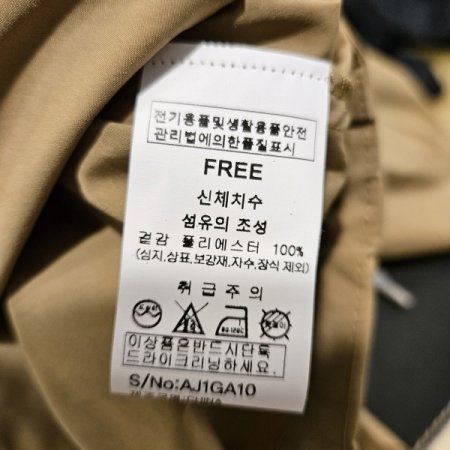 전기용품및생활용품안전
관리법에의한품질표시
FREE
신체치수
섬유의 조성
겉감 폴리에스터 100%
(심지,상표,보강재,자수,장식 제외)
취급주의
이상품은반드시단독
드라이크리닝하세요.
S/No:AJ1GA10